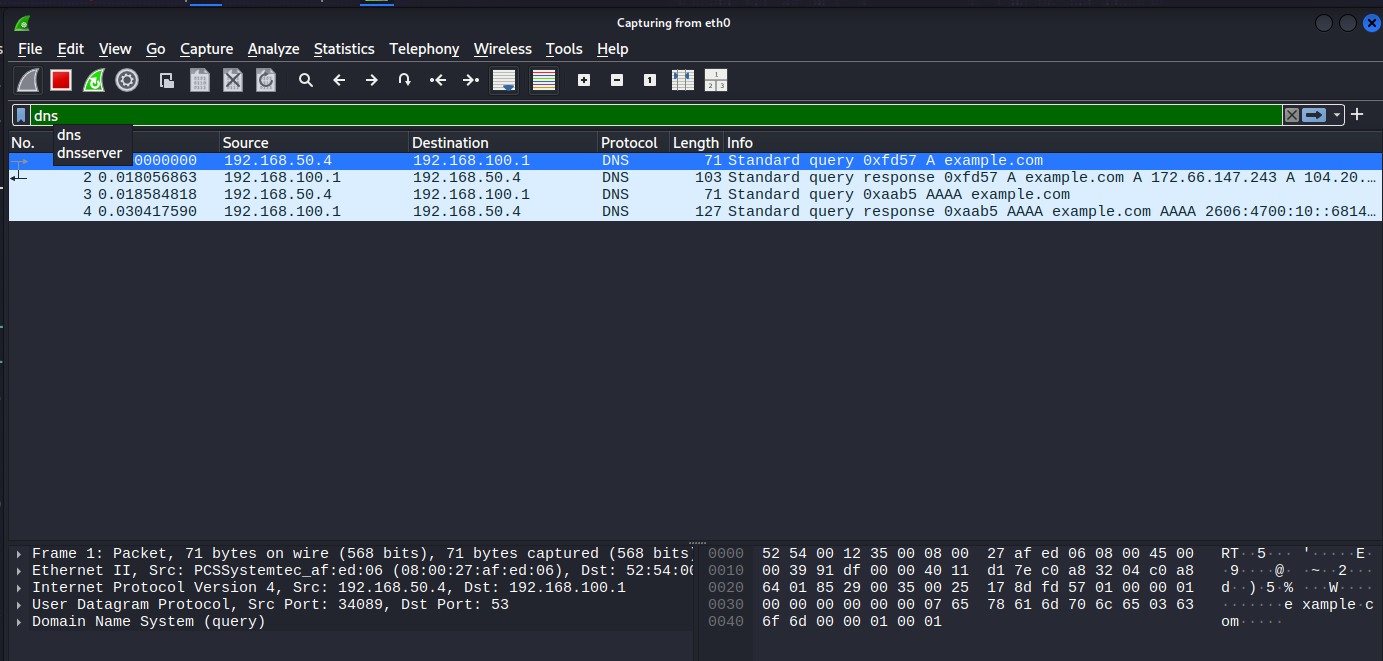 Capturing from eth0
File Edit View Go Capture Analyze Statistics Telephony Wireless Tools Help
dns
dns
dnsserver
No. Source Destination Protocol Length Info
0000000 192.168.50.4 192.168.100.1 DNS 71 Standard query 0xfd57 A example.com
2 0.018056863 192.168.100.1 192.168.50.4 DNS 103 Standard query response 0xfd57 A example.com A 172.66.147.243 A 104.20.…
3 0.018584818 192.168.50.4 192.168.100.1 DNS 71 Standard query 0xaab5 AAAA example.com
4 0.030417590 192.168.100.1 192.168.50.4 DNS 127 Standard query response 0xaab5 AAAA example.com AAAA 2606:4700:10::6814…
Frame 1: Packet, 71 bytes on wire (568 bits), 71 bytes captured (568 bits)
Ethernet II, Src: PCSSystemtec_af:ed:06 (08:00:27:af:ed:06), Dst: 52:54:00
Internet Protocol Version 4, Src: 192.168.50.4, Dst: 192.168.100.1
User Datagram Protocol, Src Port: 34089, Dst Port: 53
Domain Name System (query)
0000 52 54 00 12 35 00 08 00 27 af ed 06 08 00 45 00 RT··5···'·····E·
0010 00 39 91 df 00 00 40 11 d1 7e c0 a8 32 04 c0 a8 ·9····@··~··2···
0020 64 01 85 29 00 35 00 25 17 8d fd 57 01 00 00 01 d··)·5·%···W····
0030 00 00 00 00 00 00 07 65 78 61 6d 70 6c 65 03 63 ·······example·c
0040 6f 6d 00 00 01 00 01 om·····